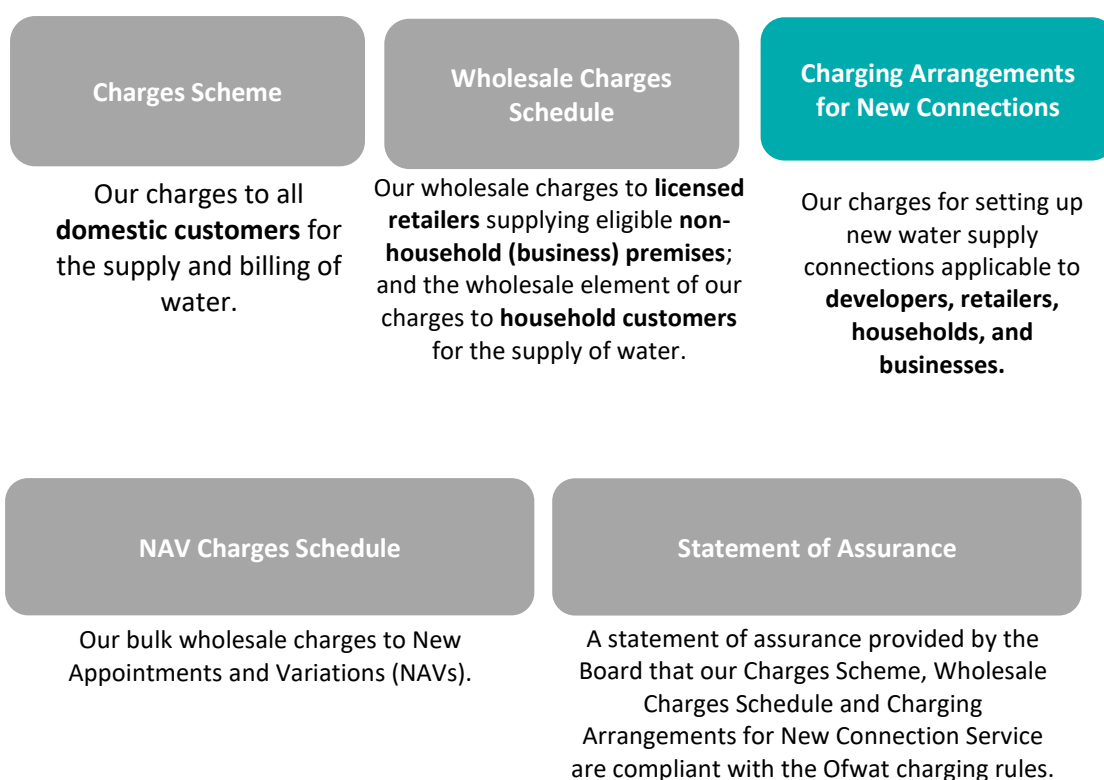 Charges Scheme
Our charges to all
domestic customers for
the supply and billing of
water.
Wholesale Charges
Schedule
Our wholesale charges to licensed
retailers supplying eligible non-
household (business) premises;
and the wholesale element of our
charges to household customers
for the supply of water.
Charging Arrangements
for New Connections
Our charges for setting up
new water supply
connections applicable to
developers, retailers,
households, and
businesses.
NAV Charges Schedule
Our bulk wholesale charges to New
Appointments and Variations (NAVs).
Statement of Assurance
A statement of assurance provided by the
Board that our Charges Scheme, Wholesale
Charges Schedule and Charging
Arrangements for New Connection Service
are compliant with the Ofwat charging rules.